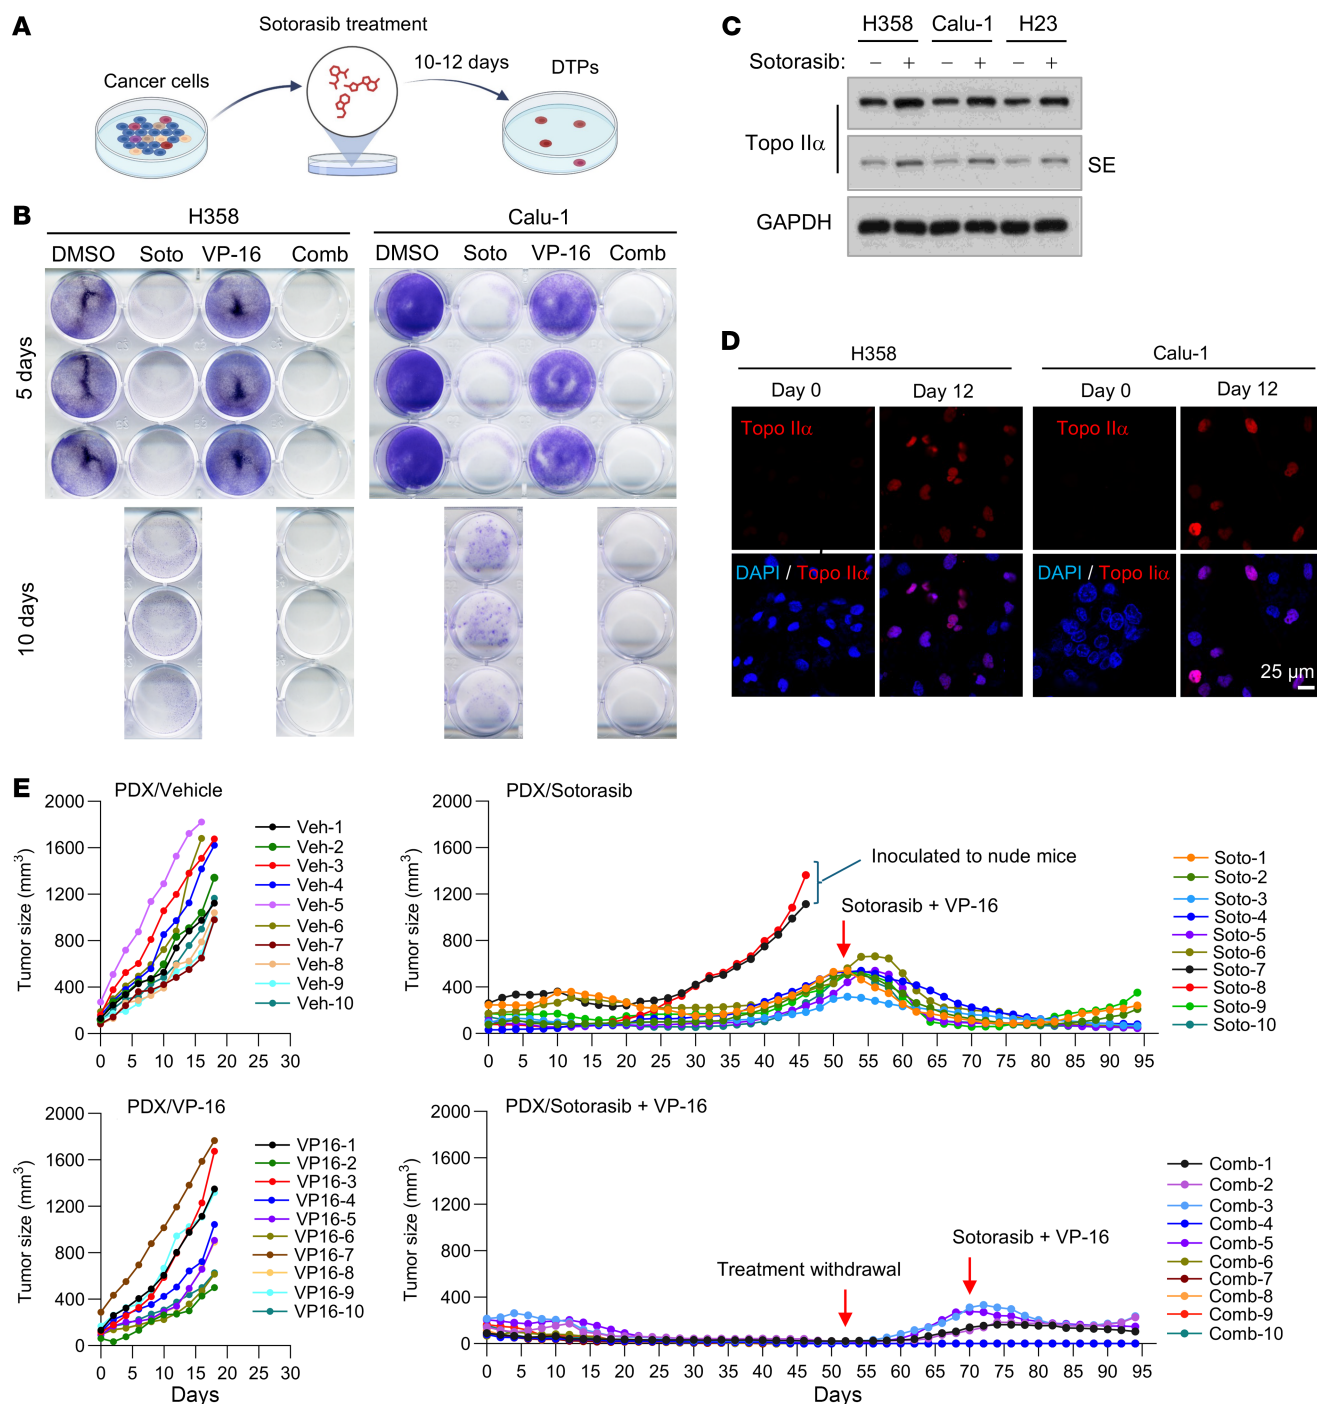 A
Sotorasib treatment
Cancer cells
10-12 days
DTPs
B
H358
Calu-1
DMSO Soto VP-16 Comb
DMSO Soto VP-16 Comb
5 days
10 days
C
H358 Calu-1 H23
Sotorasib: – + – + – +
Topo IIα
SE
GAPDH
D
H358
Calu-1
Day 0 Day 12 Day 0 Day 12
Topo IIα
Topo IIα
DAPI / Topo IIα
DAPI / Topo Iiα
25 µm
E
PDX/Vehicle
Tumor size (mm3)
2000
1600
1200
800
400
0
0 5 10 15 20 25 30
Veh-1
Veh-2
Veh-3
Veh-4
Veh-5
Veh-6
Veh-7
Veh-8
Veh-9
Veh-10
PDX/Sotorasib
Tumor size (mm3)
2000
1600
1200
800
400
0
0 5 10 15 20 25 30 35 40 45 50 55 60 65 70 75 80 85 90 95
Inoculated to nude mice
Sotorasib + VP-16
Soto-1
Soto-2
Soto-3
Soto-4
Soto-5
Soto-6
Soto-7
Soto-8
Soto-9
Soto-10
PDX/VP-16
Tumor size (mm3)
2000
1600
1200
800
400
0
0 5 10 15 20 25 30
Days
VP16-1
VP16-2
VP16-3
VP16-4
VP16-5
VP16-6
VP16-7
VP16-8
VP16-9
VP16-10
PDX/Sotorasib + VP-16
Tumor size (mm3)
2000
1600
1200
800
400
0
0 5 10 15 20 25 30 35 40 45 50 55 60 65 70 75 80 85 90 95
Days
Treatment withdrawal
Sotorasib + VP-16
Comb-1
Comb-2
Comb-3
Comb-4
Comb-5
Comb-6
Comb-7
Comb-8
Comb-9
Comb-10